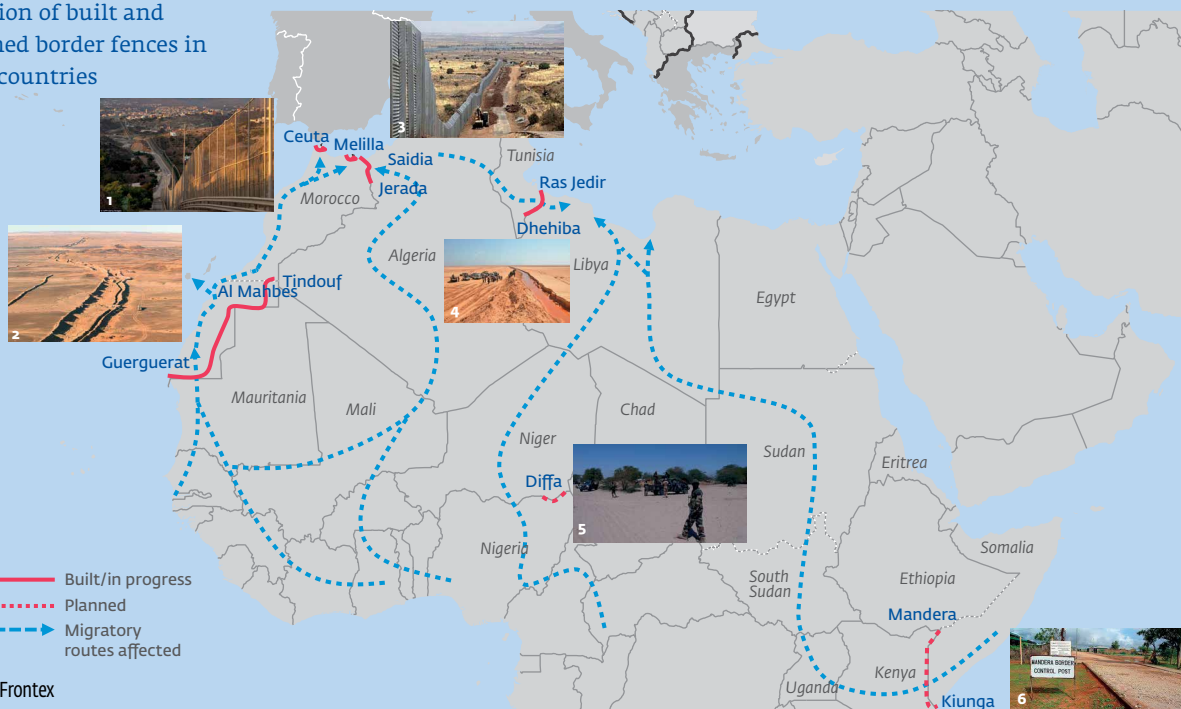 ion of built and
ned border fences in
countries
1
3
Ceuta
Melilla
Saidia
Jerada
Tunisia
Ras Jedir
Dhehiba
Morocco
Algeria
Libya
Egypt
2
4
Tindouf
Al Mahbes
Guerguerat
Mauritania
Mali
Niger
Chad
Sudan
Eritrea
Diffa
5
Nigeria
Somalia
Ethiopia
South
Sudan
Mandera
Kenya
Uganda
Kiunga
MANDERA BORDER
CONTROL POST
6
Built/in progress
Planned
Migratory
routes affected
Frontex